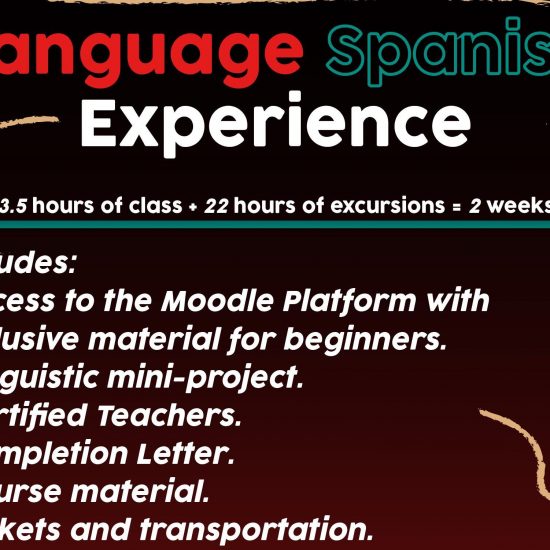 anguage Spanis
Experience
3.5 hours of class + 22 hours of excursions = 2 weeks
udes:
cess to the Moodle Platform with
lusive material for beginners.
guistic mini-project.
rtified Teachers.
mpletion Letter.
urse material.
kets and transportation.